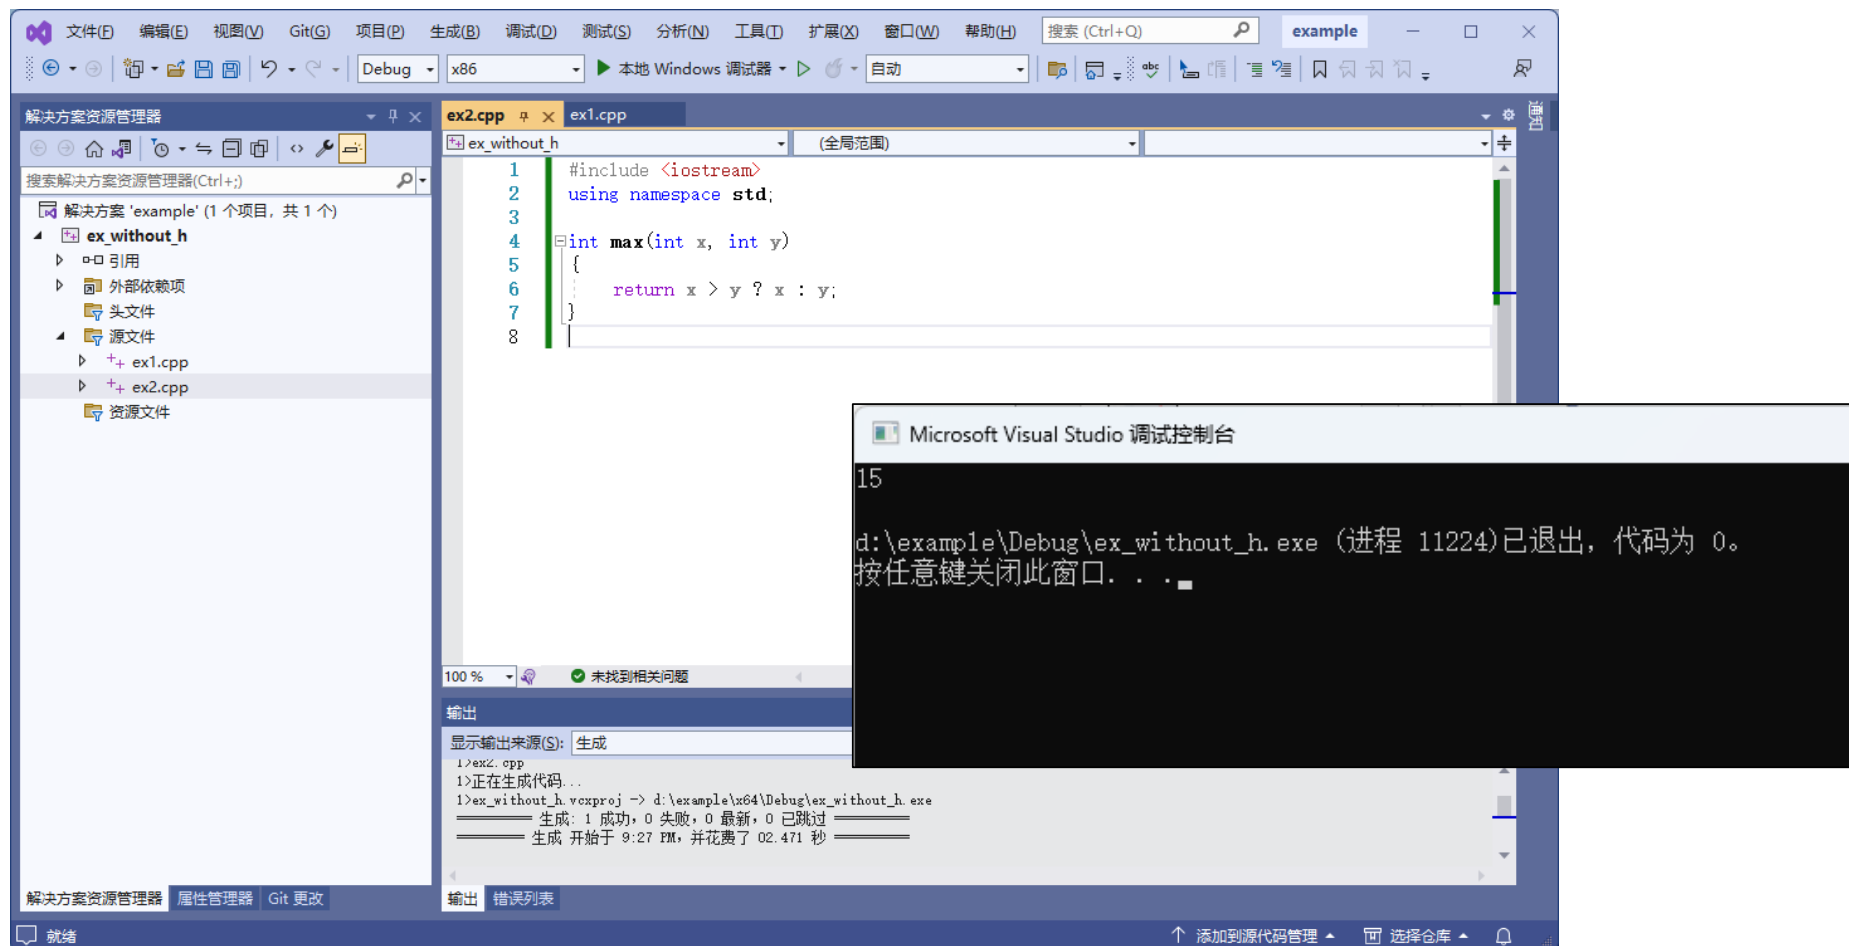 文件(F) 编辑(E) 视图(V) Git(G) 项目(P) 生成(B) 调试(D) 测试(S) 分析(N) 工具(T) 扩展(X) 窗口(W) 帮助(H) 搜索 (Ctrl+Q) example
Debug x86 本地 Windows 调试器 自动
解决方案资源管理器
搜索解决方案资源管理器(Ctrl+;)
解决方案 'example' (1 个项目，共 1 个)
ex_without_h
引用
外部依赖项
头文件
源文件
ex1.cpp
ex2.cpp
资源文件
解决方案资源管理器 属性管理器 Git 更改
ex2.cpp ex1.cpp
通知
ex_without_h (全局范围)
1 #include <iostream>
2 using namespace std;
3
4 int max(int x, int y)
5 {
6 return x > y ? x : y;
7 }
8
100 % 未找到相关问题
Microsoft Visual Studio 调试控制台
15
d:\example\Debug\ex_without_h.exe (进程 11224)已退出，代码为 0。
按任意键关闭此窗口. . .
输出
显示输出来源(S): 生成
1>ex2.cpp
1>正在生成代码...
1>ex_without_h.vcxproj -> d:\example\x64\Debug\ex_without_h.exe
========== 生成: 1 成功，0 失败，0 最新，0 已跳过 ==========
========= 生成 开始于 9:27 PM，并花费了 02.471 秒 ==========
输出 错误列表
就绪 添加到源代码管理 选择仓库